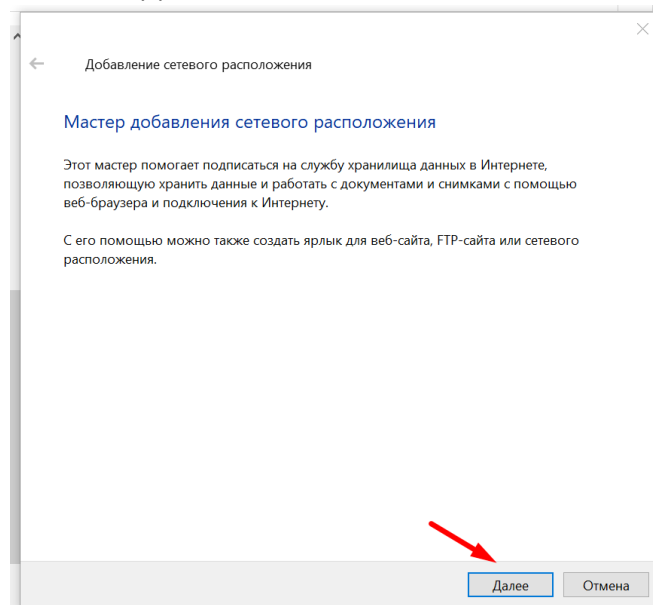 Добавление сетевого расположения
Мастер добавления сетевого расположения
Этот мастер помогает подписаться на службу хранилища данных в Интернете,
позволяющую хранить данные и работать с документами и снимками с помощью
веб-браузера и подключения к Интернету.
С его помощью можно также создать ярлык для веб-сайта, FTP-сайта или сетевого
расположения.
Далее
Отмена